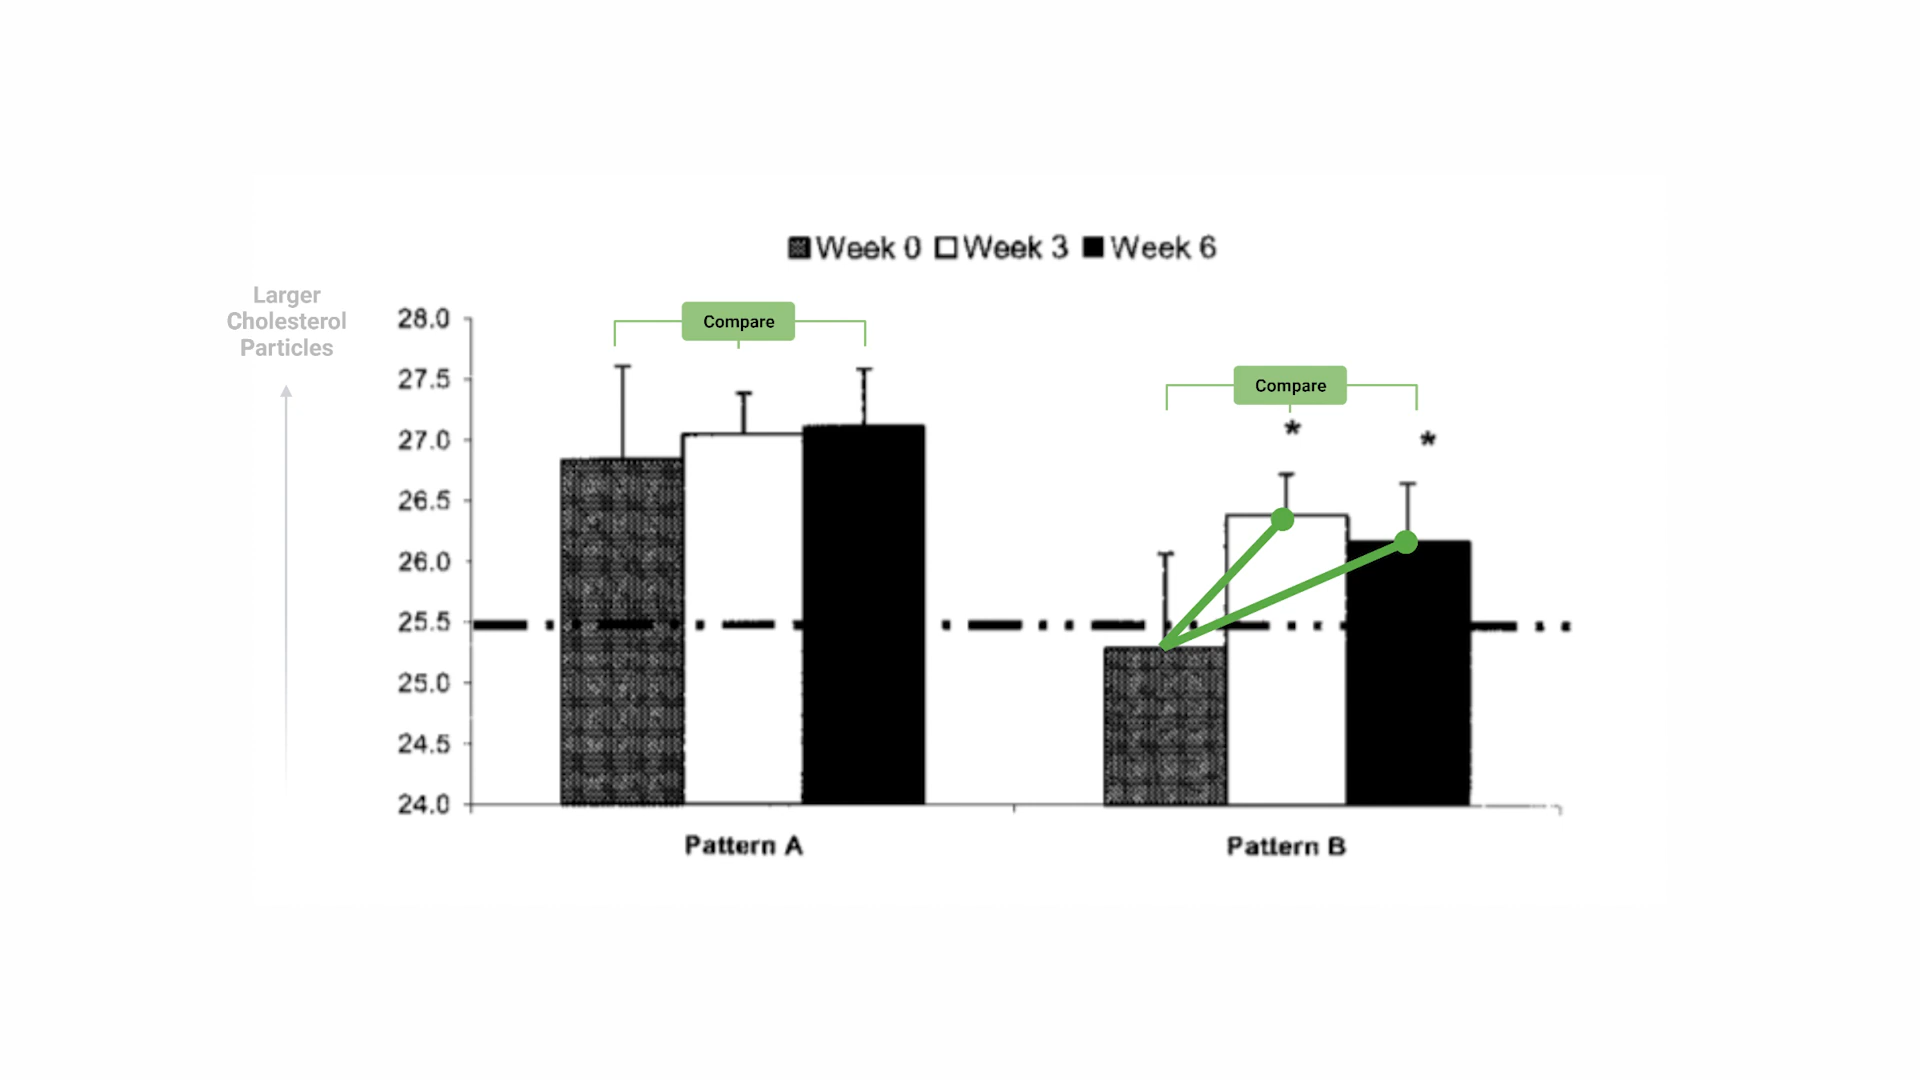 Week 0 Week 3 Week 6
Larger
Cholesterol
Particles
28.0
27.5
27.0
26.5
26.0
25.5
25.0
24.5
24.0
Compare
Compare
*
*
Pattern A
Pattern B